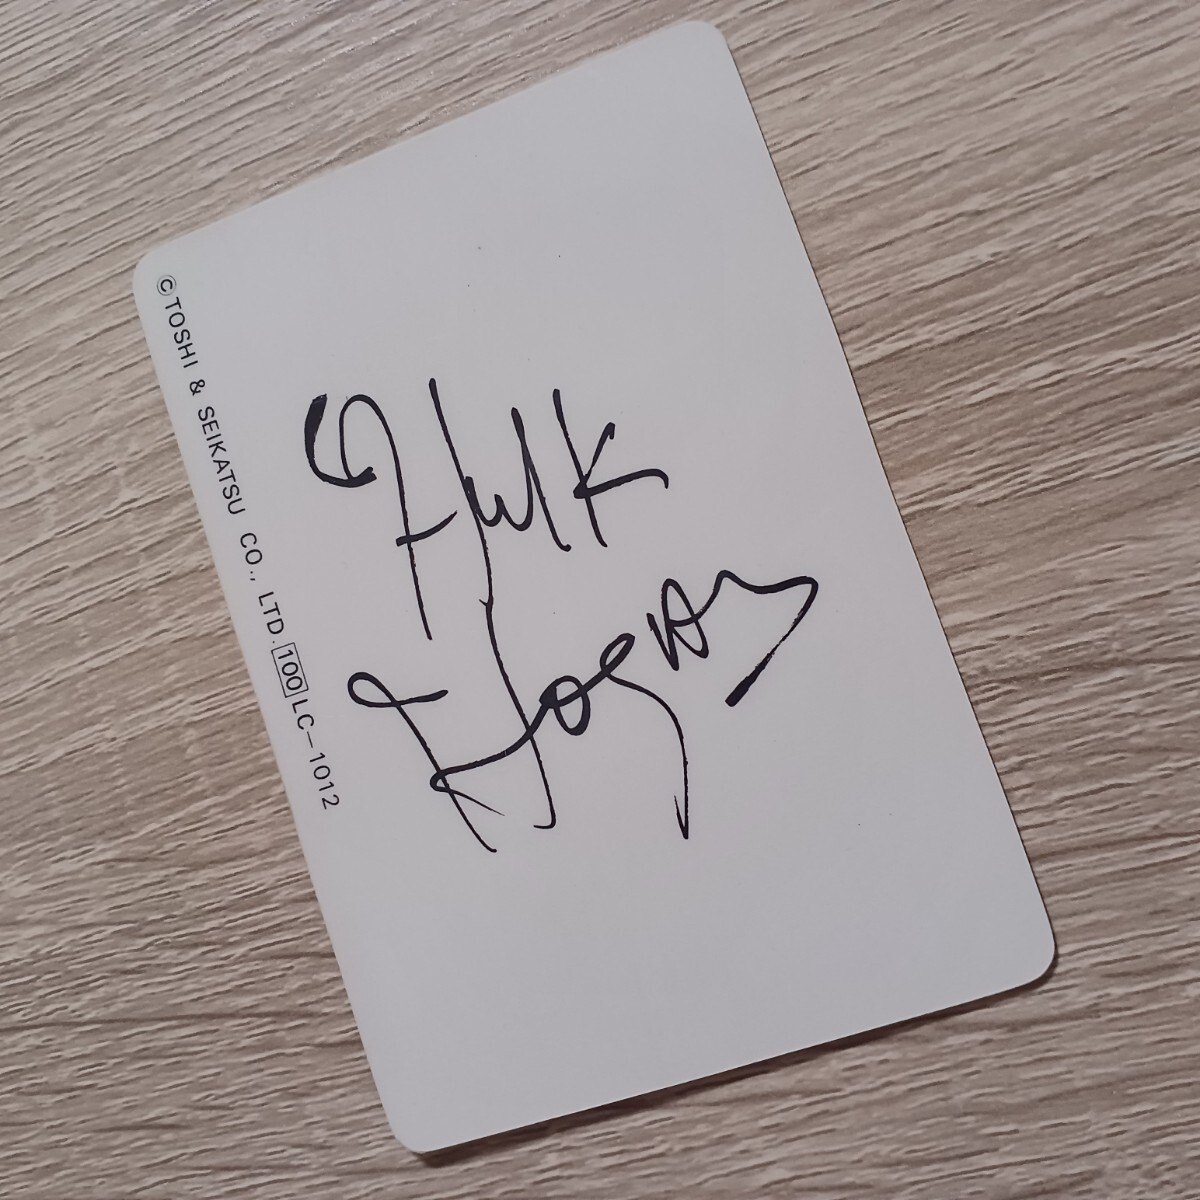 ©TOSHI & SEIKATSU CO., LTD. 100 LC-1012
Hulk
Hogan